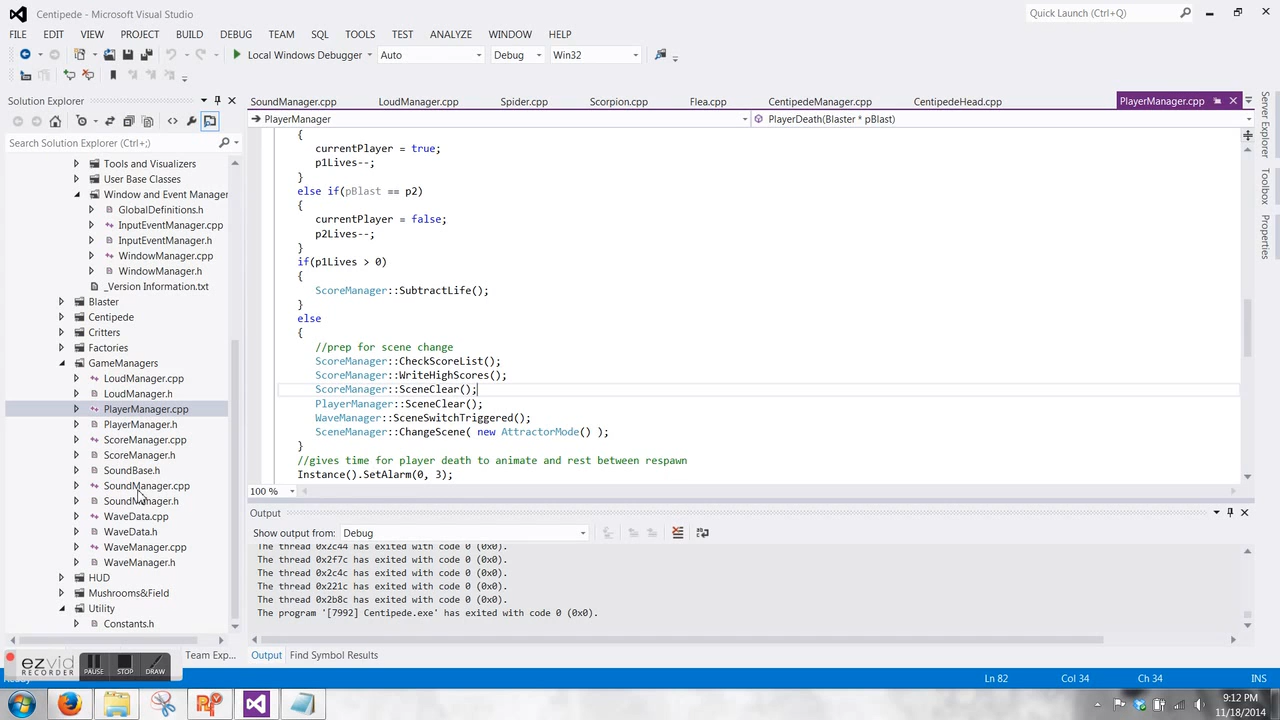 Centipede - Microsoft Visual Studio
Quick Launch (Ctrl+Q)
FILE EDIT VIEW PROJECT BUILD DEBUG TEAM SQL TOOLS TEST ANALYZE WINDOW HELP
Local Windows Debugger Auto Debug Win32
Solution Explorer
Search Solution Explorer (Ctrl+;)
Tools and Visualizers
User Base Classes
Window and Event Manager
GlobalDefinitions.h
InputEventManager.cpp
InputEventManager.h
WindowManager.cpp
WindowManager.h
_Version Information.txt
Blaster
Centipede
Critters
Factories
GameManagers
LoudManager.cpp
LoudManager.h
PlayerManager.cpp
PlayerManager.h
ScoreManager.cpp
ScoreManager.h
SoundBase.h
SoundManager.cpp
SoundManager.h
WaveData.cpp
WaveData.h
WaveManager.cpp
WaveManager.h
HUD
Mushrooms&Field
Utility
Constants.h
Team Exp...
ezvid
RECORDER
PAUSE STOP DRAW
SoundManager.cpp LoudManager.cpp Spider.cpp Scorpion.cpp Flea.cpp CentipedeManager.cpp CentipedeHead.cpp PlayerManager.cpp
PlayerManager PlayerDeath(Blaster * pBlast)
{
currentPlayer = true;
p1Lives--;
}
else if(pBlast == p2)
{
currentPlayer = false;
p2Lives--;
}
if(p1Lives > 0)
{
ScoreManager::SubtractLife();
}
else
{
//prep for scene change
ScoreManager::CheckScoreList();
ScoreManager::WriteHighScores();
ScoreManager::SceneClear();
PlayerManager::SceneClear();
WaveManager::SceneSwitchTriggered();
SceneManager::ChangeScene( new AttractorMode() );
}
//gives time for player death to animate and rest between respawn
Instance().SetAlarm(0, 3);
100 %
Output
Show output from: Debug
The thread 0x2c44 has exited with code 0 (0x0).
The thread 0x2f7c has exited with code 0 (0x0).
The thread 0x2c4c has exited with code 0 (0x0).
The thread 0x221c has exited with code 0 (0x0).
The thread 0x2b8c has exited with code 0 (0x0).
The program '[7992] Centipede.exe' has exited with code 0 (0x0).
Output Find Symbol Results
Server Explorer
Toolbox
Properties
Ln 82 Col 34 Ch 34 INS
9:12 PM
11/18/2014